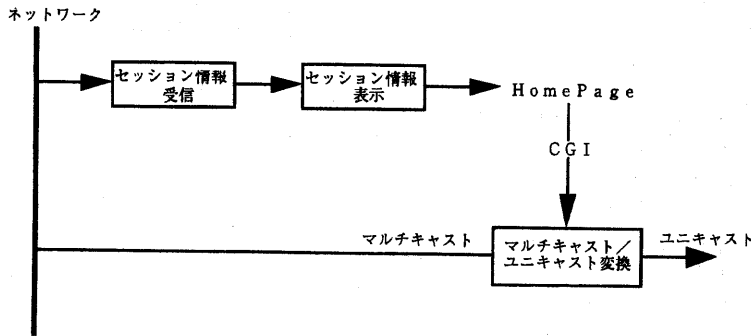 ネットワーク
セッション情報
受信
セッション情報
表示
HomePage
CGI
マルチキャスト
マルチキャスト／
ユニキャスト変換
ユニキャスト